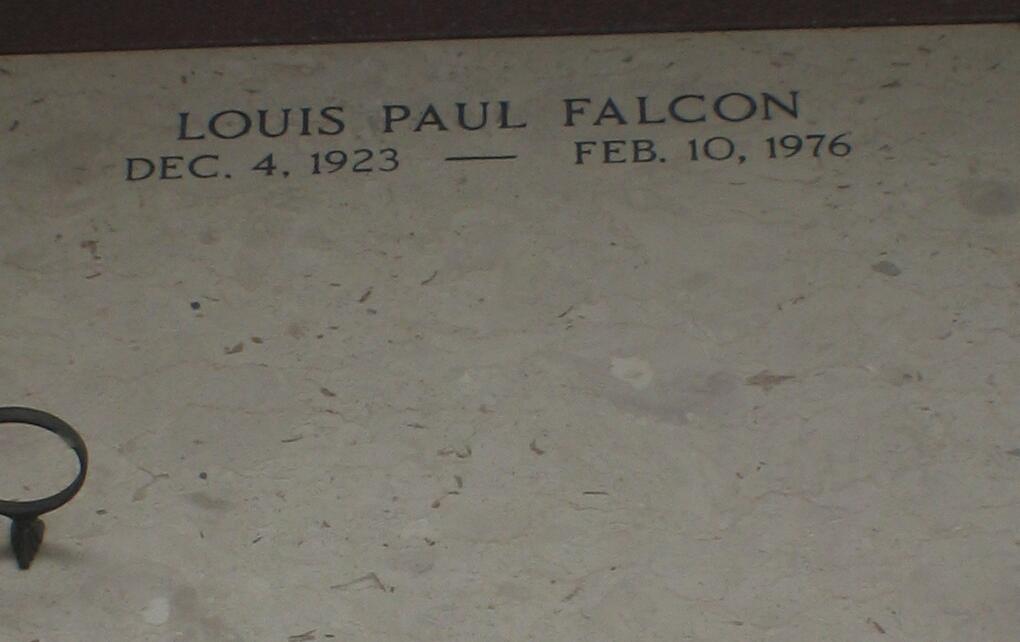 LOUIS PAUL FALCON
DEC. 4, 1923 — FEB. 10, 1976